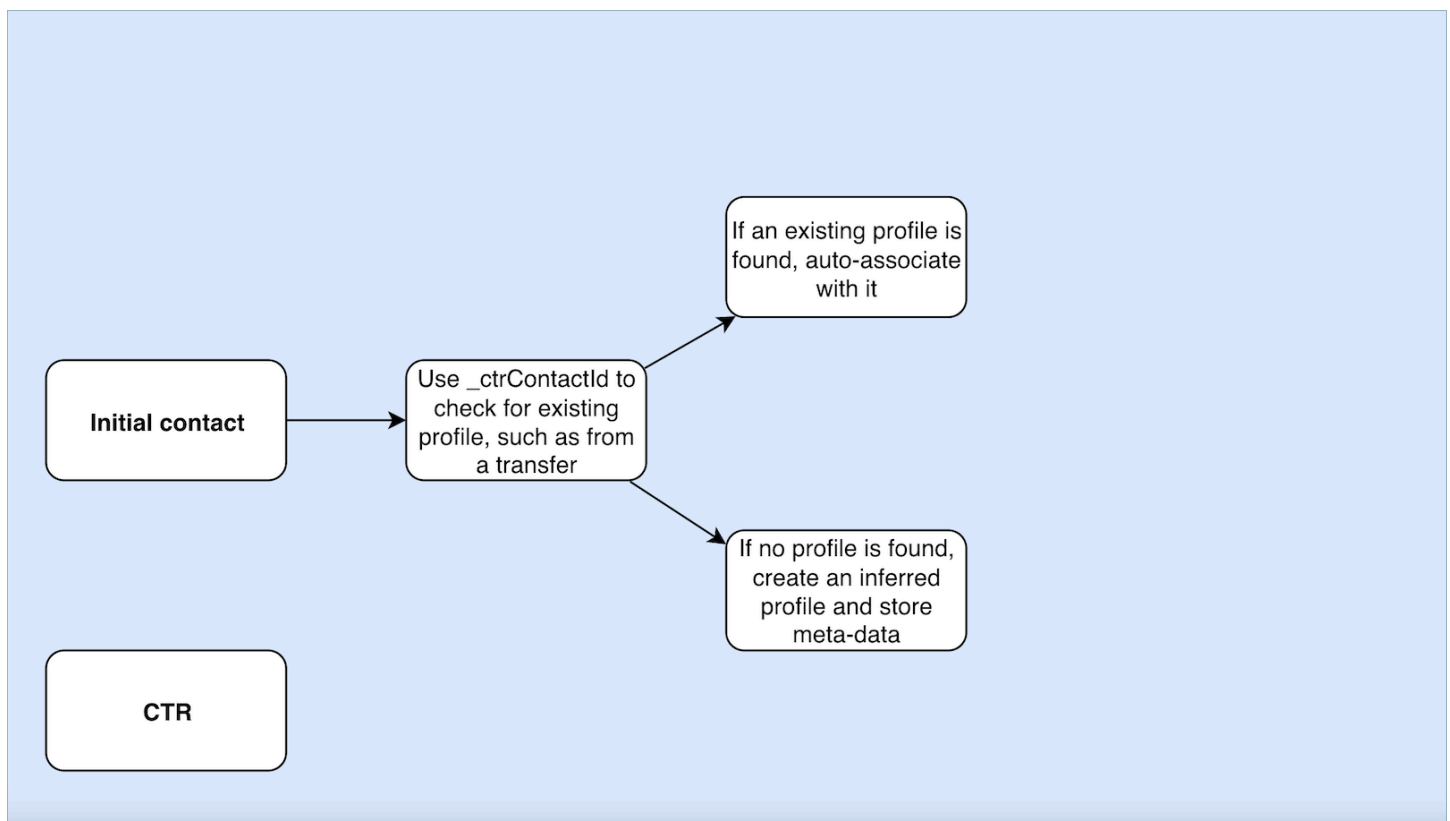 If an existing profile is
found, auto-associate
with it
Initial contact
Use _ctrContactId to
check for existing
profile, such as from
a transfer
If no profile is found,
create an inferred
profile and store
meta-data
CTR